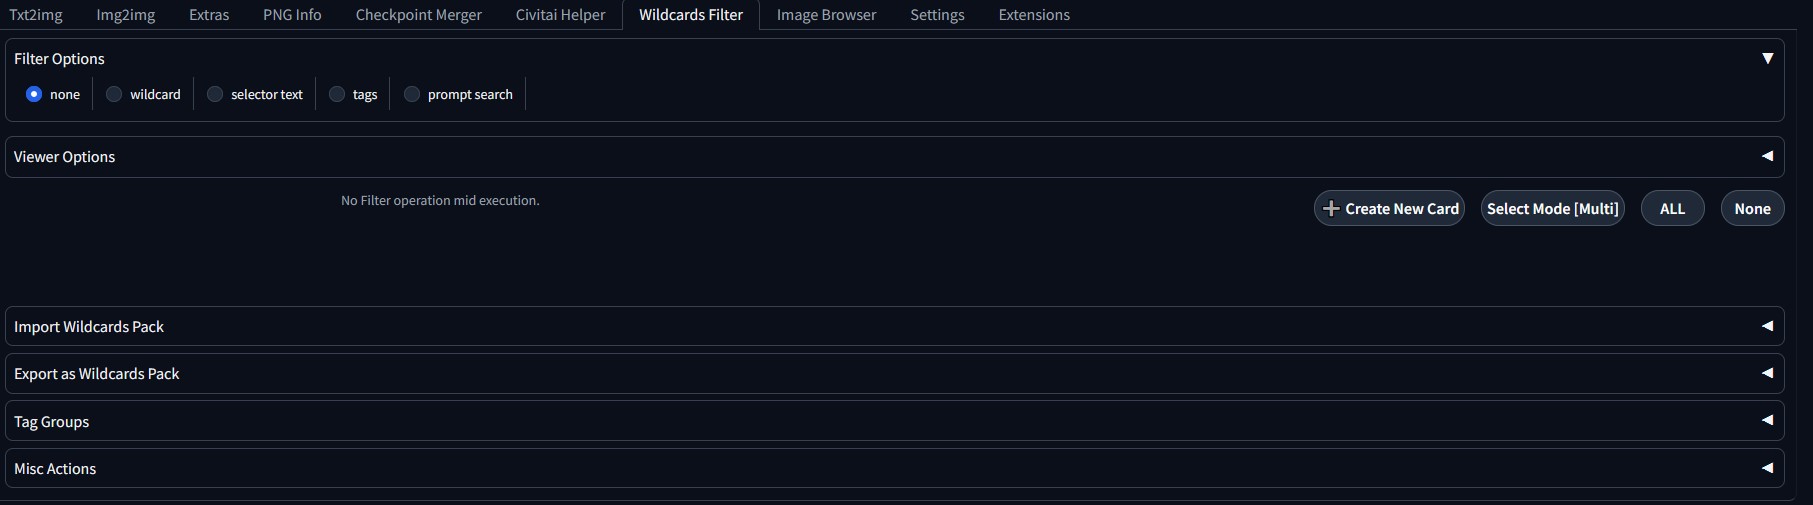 Txt2img Img2img Extras PNG Info Checkpoint Merger Civitai Helper Wildcards Filter Image Browser Settings Extensions
Filter Options
none wildcard selector text tags prompt search
Viewer Options
No Filter operation mid execution.
Create New Card Select Mode [Multi] ALL None
Import Wildcards Pack
Export as Wildcards Pack
Tag Groups
Misc Actions